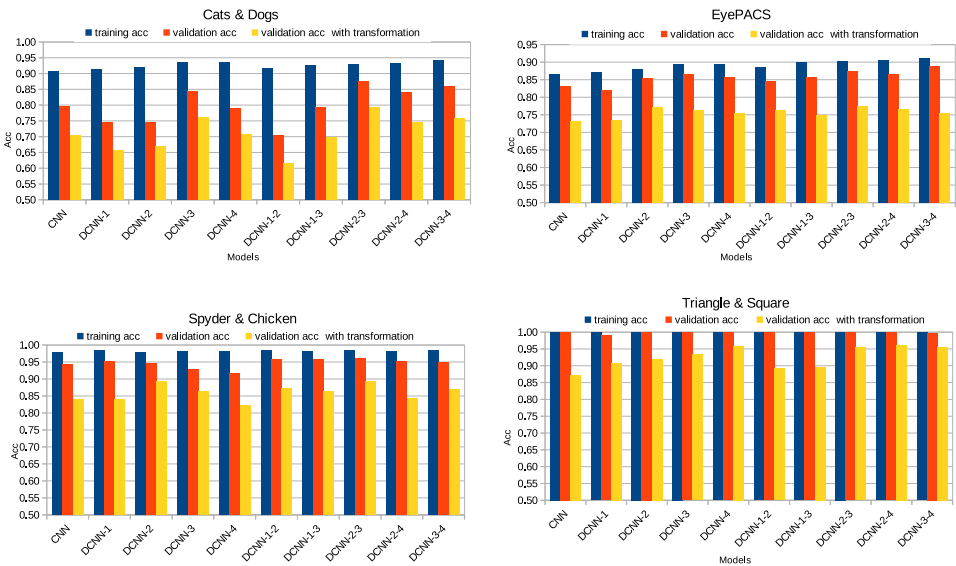 Cats & Dogs
training acc validation acc validation acc with transformation
1.00
0.95
0.90
0.85
0.80
0.75
0.70
0.65
0.60
0.55
0.50
Acc
CNN DCNN-1 DCNN-2 DCNN-3 DCNN-4 DCNN-1-2 DCNN-1-3 DCNN-2-3 DCNN-2-4 DCNN-3-4
Models
EyePACS
training acc validation acc validation acc with transformation
0.95
0.90
0.85
0.80
0.75
0.70
0.65
0.60
0.55
0.50
Acc
CNN DCNN-1 DCNN-2 DCNN-3 DCNN-4 DCNN-1-2 DCNN-1-3 DCNN-2-3 DCNN-2-4 DCNN-3-4
Models
Spyder & Chicken
training acc validation acc validation acc with transformation
1.00
0.95
0.90
0.85
0.80
0.75
0.70
0.65
0.60
0.55
0.50
Acc
CNN DCNN-1 DCNN-2 DCNN-3 DCNN-4 DCNN-1-2 DCNN-1-3 DCNN-2-3 DCNN-2-4 DCNN-3-4
Triangle & Square
training acc validation acc validation acc with transformation
1.00
0.95
0.90
0.85
0.80
0.75
0.70
0.65
0.60
0.55
0.50
Acc
CNN DCNN-1 DCNN-2 DCNN-3 DCNN-4 DCNN-1-2 DCNN-1-3 DCNN-2-3 DCNN-2-4 DCNN-3-4
Models